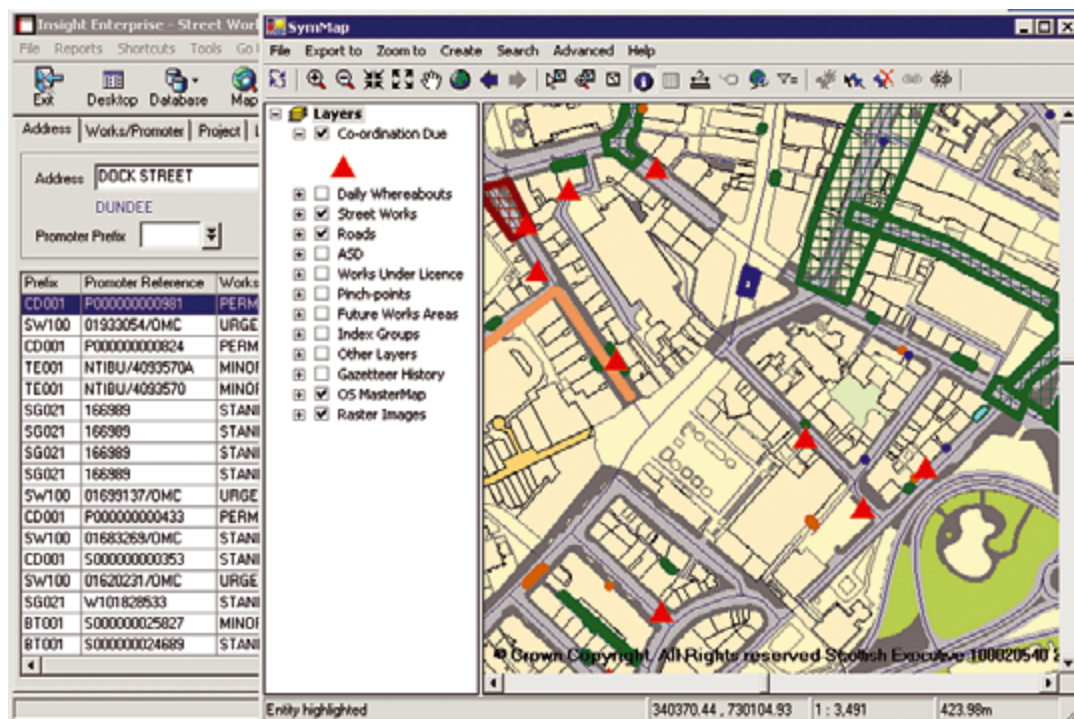 Insight Enterprise - Street Wor
File Reports Shortcuts Tools Go
Exit Desktop Database Map
Address Works/Promoter Project
Address DOCK STREET
DUNDEE
Promoter Prefix
Prefix Promoter Reference Works
CD001 P000000000981 PERM
SW100 01933054/OMC URGE
CD001 P000000000824 PERM
TE001 NTIBU/4093570A MINOR
TE001 NTIBU/4093570 MINOR
SG021 166989 STANI
SG021 166989 STANI
SG021 166989 STANI
SG021 166989 STANI
SW100 01699137/OMC URGE
CD001 P000000000433 PERM
SW100 01683269/OMC STANI
CD001 S000000000353 STANI
SW100 01620231/OMC URGE
SG021 W101828533 STANI
BT001 S000000025827 MINOF
BT001 S000000024689 STANI
SymMap
File Export to Zoom to Create Search Advanced Help
Layers
Co-ordination Due
Daily Whereabouts
Street Works
Roads
ASD
Works Under Licence
Pinch-points
Future Works Areas
Index Groups
Other Layers
Gazetteer History
OS MasterMap
Raster Images
© Crown Copyright. All Rights reserved Scottish Executive 100020540 2
Entity highlighted 340370.44 , 730104.93 1 : 3,491 423.98m